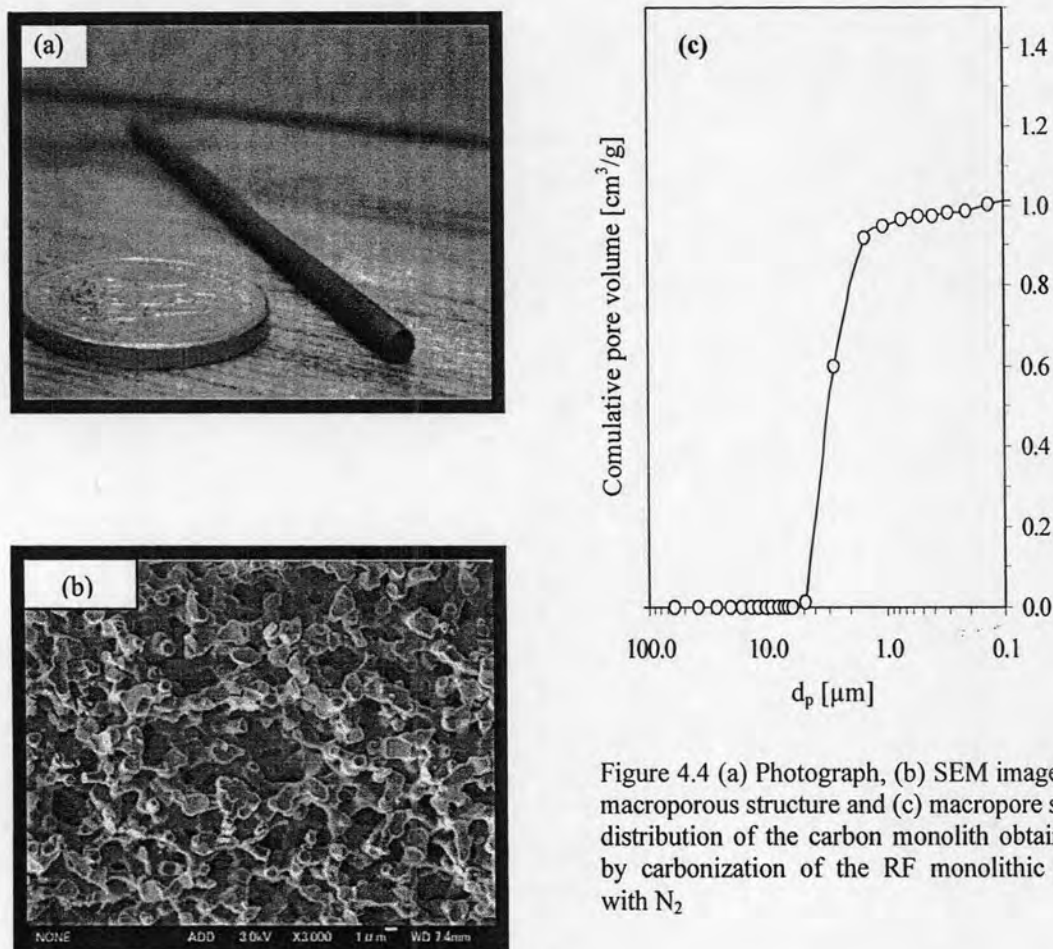 (a)
(b)
NONE ADD 3.0kV X3,000 1μm WD 7.4mm
(c)
Comulative pore volume [cm³/g]
1.4
1.2
1.0
0.8
0.6
0.4
0.2
0.0
100.0 10.0 1.0 0.1
dₚ [μm]
Figure 4.4 (a) Photograph, (b) SEM image
macroporous structure and (c) macropore s
distribution of the carbon monolith obtai
by carbonization of the RF monolithic
with N₂